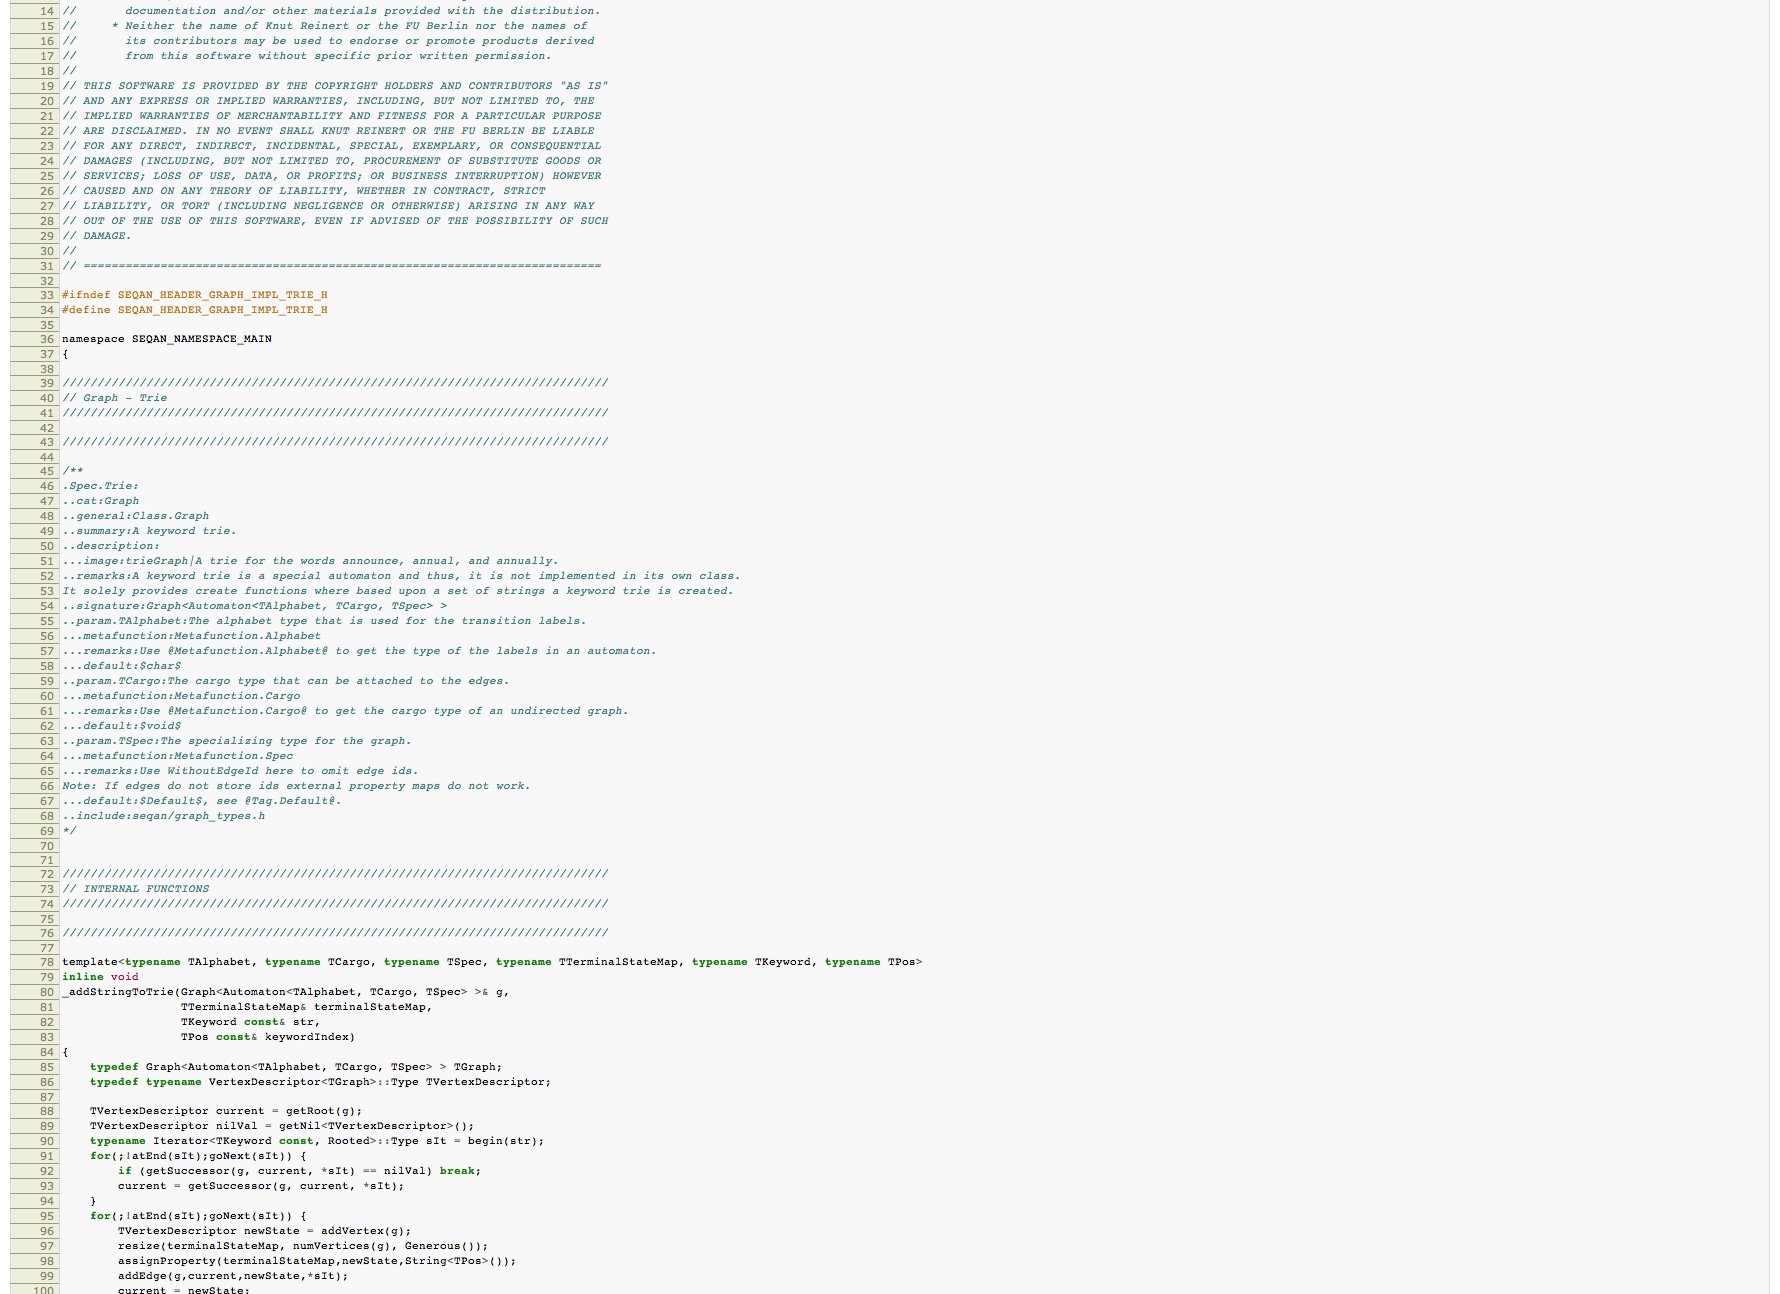 14 //       documentation and/or other materials provided with the distribution.
15 //     * Neither the name of Knut Reinert or the FU Berlin nor the names of
16 //       its contributors may be used to endorse or promote products derived
17 //       from this software without specific prior written permission.
18 //
19 // THIS SOFTWARE IS PROVIDED BY THE COPYRIGHT HOLDERS AND CONTRIBUTORS "AS IS"
20 // AND ANY EXPRESS OR IMPLIED WARRANTIES, INCLUDING, BUT NOT LIMITED TO, THE
21 // IMPLIED WARRANTIES OF MERCHANTABILITY AND FITNESS FOR A PARTICULAR PURPOSE
22 // ARE DISCLAIMED. IN NO EVENT SHALL KNUT REINERT OR THE FU BERLIN BE LIABLE
23 // FOR ANY DIRECT, INDIRECT, INCIDENTAL, SPECIAL, EXEMPLARY, OR CONSEQUENTIAL
24 // DAMAGES (INCLUDING, BUT NOT LIMITED TO, PROCUREMENT OF SUBSTITUTE GOODS OR
25 // SERVICES; LOSS OF USE, DATA, OR PROFITS; OR BUSINESS INTERRUPTION) HOWEVER
26 // CAUSED AND ON ANY THEORY OF LIABILITY, WHETHER IN CONTRACT, STRICT
27 // LIABILITY, OR TORT (INCLUDING NEGLIGENCE OR OTHERWISE) ARISING IN ANY WAY
28 // OUT OF THE USE OF THIS SOFTWARE, EVEN IF ADVISED OF THE POSSIBILITY OF SUCH
29 // DAMAGE.
30 //
31 // ==========================================================================
32
33 #ifndef SEQAN_HEADER_GRAPH_IMPL_TRIE_H
34 #define SEQAN_HEADER_GRAPH_IMPL_TRIE_H
35
36 namespace SEQAN_NAMESPACE_MAIN
37 {
38
39 //////////////////////////////////////////////////////////////////////////////
40 // Graph - Trie
41 //////////////////////////////////////////////////////////////////////////////
42
43 //////////////////////////////////////////////////////////////////////////////
44
45 /**
46 .Spec.Trie:
47 ..cat:Graph
48 ..general:Class.Graph
49 ..summary:A keyword trie.
50 ..description:
51 ...image:trieGraph|A trie for the words announce, annual, and annually.
52 ..remarks:A keyword trie is a special automaton and thus, it is not implemented in its own class.
53 It solely provides create functions where based upon a set of strings a keyword trie is created.
54 ..signature:Graph<Automaton<TAlphabet, TCargo, TSpec> >
55 ..param.TAlphabet:The alphabet type that is used for the transition labels.
56 ...metafunction:Metafunction.Alphabet
57 ...remarks:Use @Metafunction.Alphabet@ to get the type of the labels in an automaton.
58 ...default:$char$
59 ..param.TCargo:The cargo type that can be attached to the edges.
60 ...metafunction:Metafunction.Cargo
61 ...remarks:Use @Metafunction.Cargo@ to get the cargo type of an undirected graph.
62 ...default:$void$
63 ..param.TSpec:The specializing type for the graph.
64 ...metafunction:Metafunction.Spec
65 ...remarks:Use WithoutEdgeId here to omit edge ids.
66 Note: If edges do not store ids external property maps do not work.
67 ...default:$Default$, see @Tag.Default@.
68 ..include:seqan/graph_types.h
69 */
70
71
72 //////////////////////////////////////////////////////////////////////////////
73 // INTERNAL FUNCTIONS
74 //////////////////////////////////////////////////////////////////////////////
75
76 //////////////////////////////////////////////////////////////////////////////
77
78 template<typename TAlphabet, typename TCargo, typename TSpec, typename TTerminalStateMap, typename TKeyword, typename TPos>
79 inline void
80 _addStringToTrie(Graph<Automaton<TAlphabet, TCargo, TSpec> >& g,
81                  TTerminalStateMap& terminalStateMap,
82                  TKeyword const& str,
83                  TPos const& keywordIndex)
84 {
85     typedef Graph<Automaton<TAlphabet, TCargo, TSpec> > TGraph;
86     typedef typename VertexDescriptor<TGraph>::Type TVertexDescriptor;
87
88     TVertexDescriptor current = getRoot(g);
89     TVertexDescriptor nilVal = getNil<TVertexDescriptor>();
90     typename Iterator<TKeyword const, Rooted>::Type sIt = begin(str);
91     for(;!atEnd(sIt);goNext(sIt)) {
92         if (getSuccessor(g, current, *sIt) == nilVal) break;
93         current = getSuccessor(g, current, *sIt);
94     }
95     for(;!atEnd(sIt);goNext(sIt)) {
96         TVertexDescriptor newState = addVertex(g);
97         resize(terminalStateMap, numVertices(g), Generous());
98         assignProperty(terminalStateMap,newState,String<TPos>());
99         addEdge(g,current,newState,*sIt);
100         current = newState;